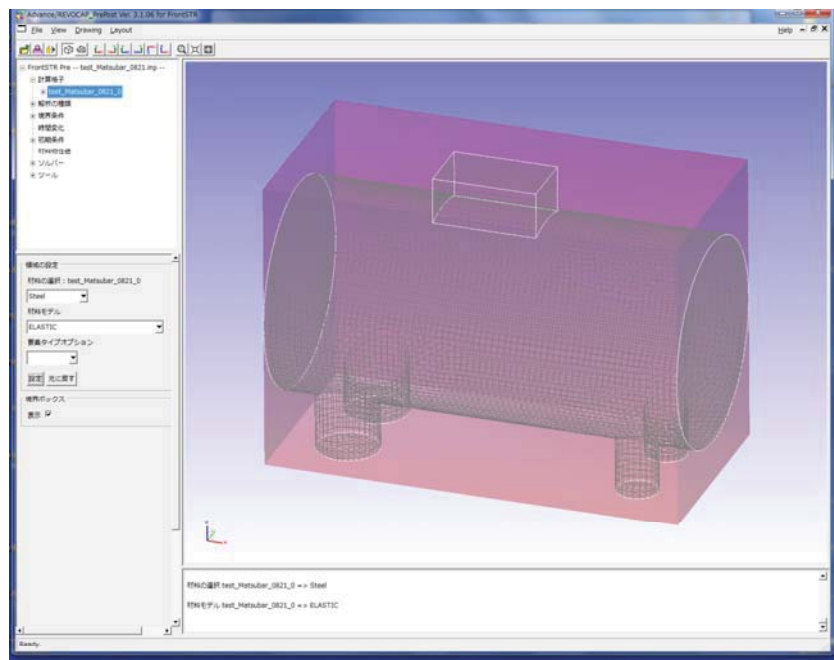 Advance/REVOCAP_PrePost Ver. 3.1.06 for FrontSTR
File View Drawing Layout Help
FrontSTR Pre -- test_Matsubar_0821.inp --
計算格子
test_Matsubar_0821_0
解析の種類
境界条件
時間変化
初期条件
材料物性値
ソルバー
ツール
領域の設定
材料の選択 : test_Matsubar_0821_0
Steel
材料モデル
ELASTIC
要素タイプオプション
設定 元に戻す
境界ボックス
表示
材料の選択 test_Matsubar_0821_0 => Steel
材料モデル test_Matsubar_0821_0 => ELASTIC
Ready.